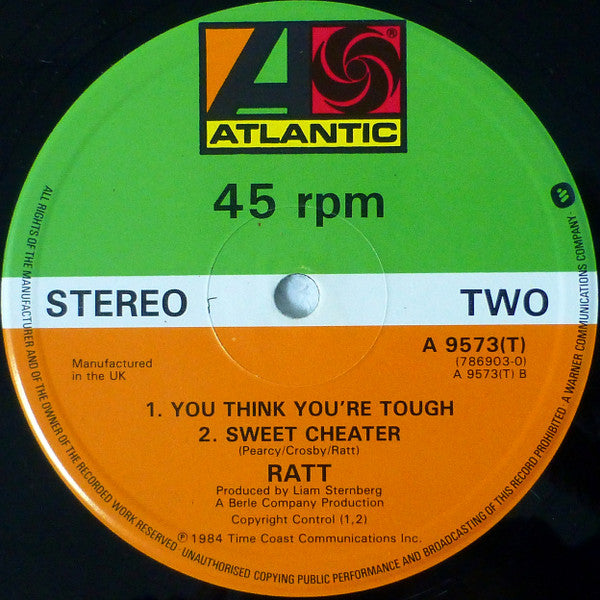 ATLANTIC
45 rpm
STEREO
TWO
A 9573(T)
(786903-0)
A 9573(T) B
Manufactured
in the UK
1. YOU THINK YOU'RE TOUGH
2. SWEET CHEATER
(Pearcy/Crosby/Ratt)
RATT
Produced by Liam Sternberg
A Berle Company Production
Copyright Control (1,2)
℗ 1984 Time Coast Communications Inc.
ALL RIGHTS OF THE MANUFACTURER AND OF THE OWNER OF THE RECORDED WORK RESERVED · UNAUTHORISED COPYING PUBLIC PERFORMANCE AND BROADCASTING OF THIS RECORD PROHIBITED · A WARNER COMMUNICATIONS COMPANY ·